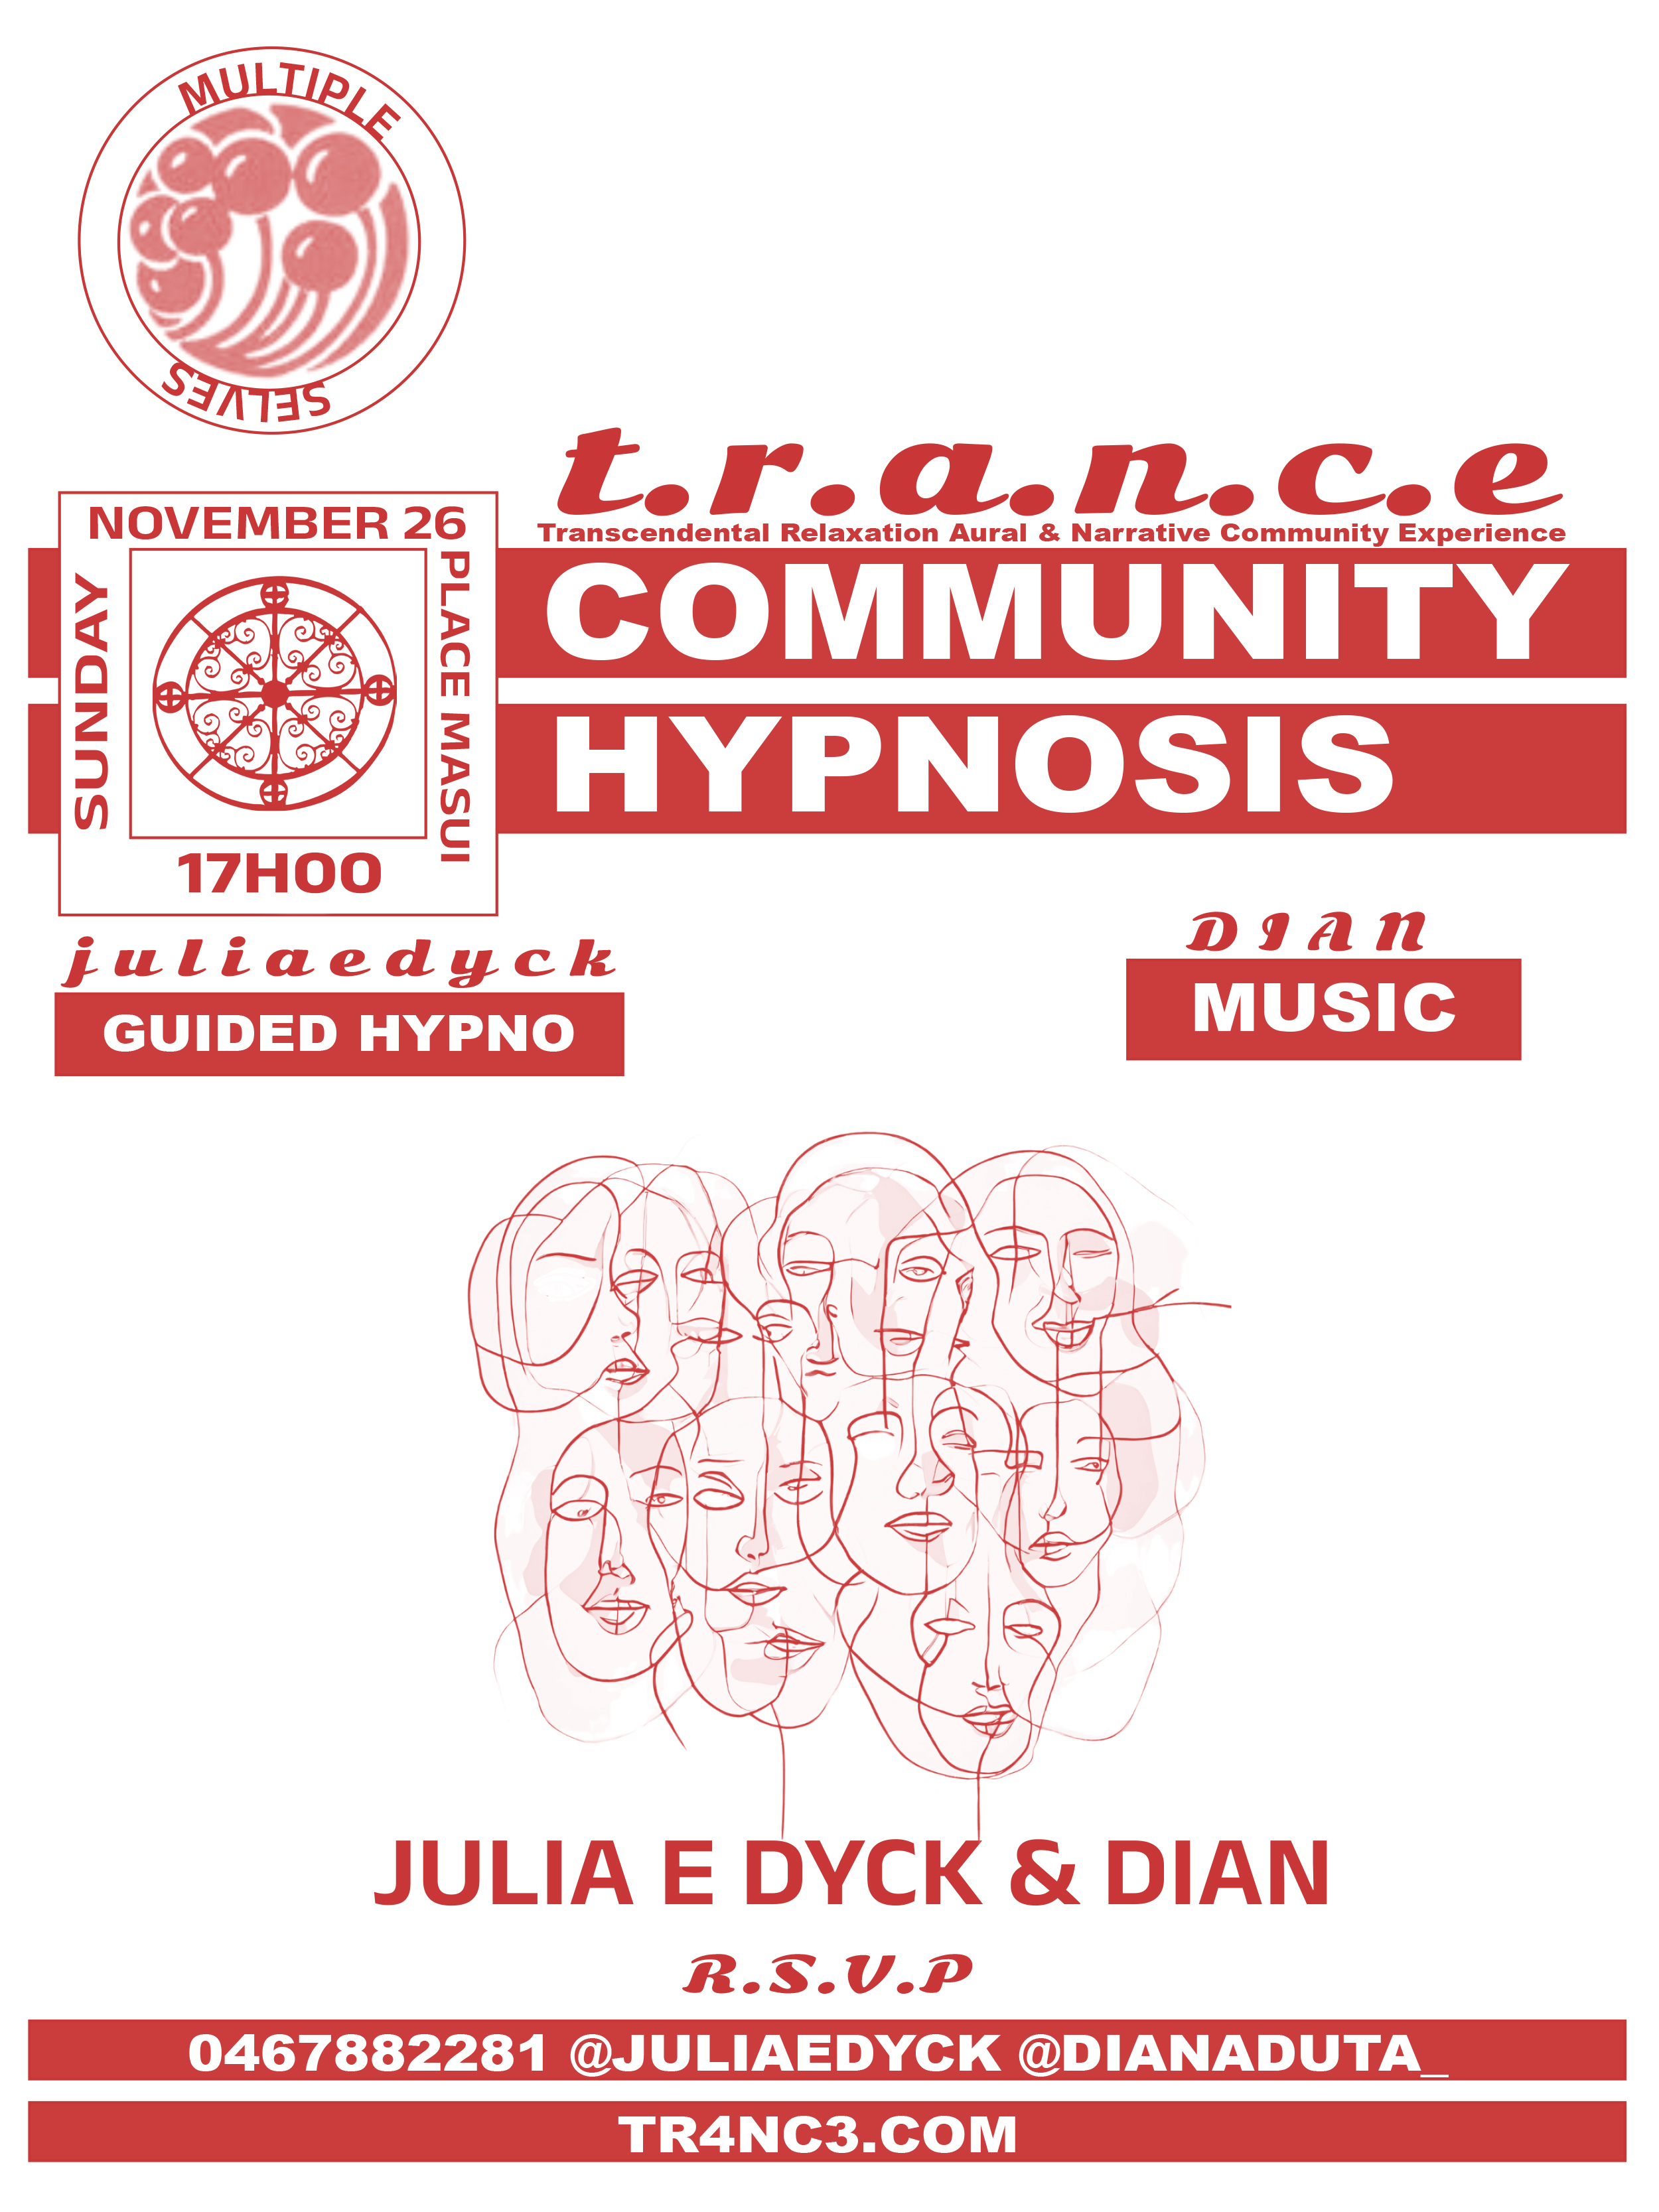 MULTIPLE
SELVES
t.r.a.n.c.e
Transcendental Relaxation Aural & Narrative Community Experience
COMMUNITY
HYPNOSIS
NOVEMBER 26
SUNDAY
PLACE MASUI
17H00
juliaedyck
GUIDED HYPNO
DIAN
MUSIC
JULIA E DYCK & DIAN
R.S.V.P
0467882281 @JULIAEDYCK @DIANADUTA_
TR4NC3.COM